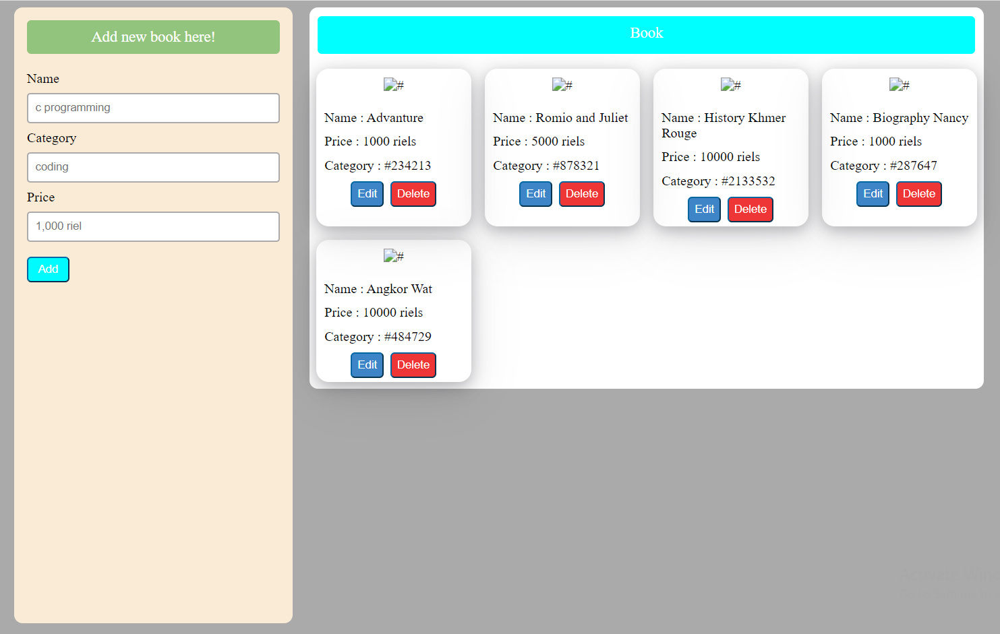 Add new book here!
Name
c programming
Category
coding
Price
1,000 riel
Add
Book
#
Name : Advanture
Price : 1000 riels
Category : #234213
Edit Delete
#
Name : Romio and Juliet
Price : 5000 riels
Category : #878321
Edit Delete
#
Name : History Khmer
Rouge
Price : 10000 riels
Category : #2133532
Edit Delete
#
Name : Biography Nancy
Price : 1000 riels
Category : #287647
Edit Delete
#
Name : Angkor Wat
Price : 10000 riels
Category : #484729
Edit Delete